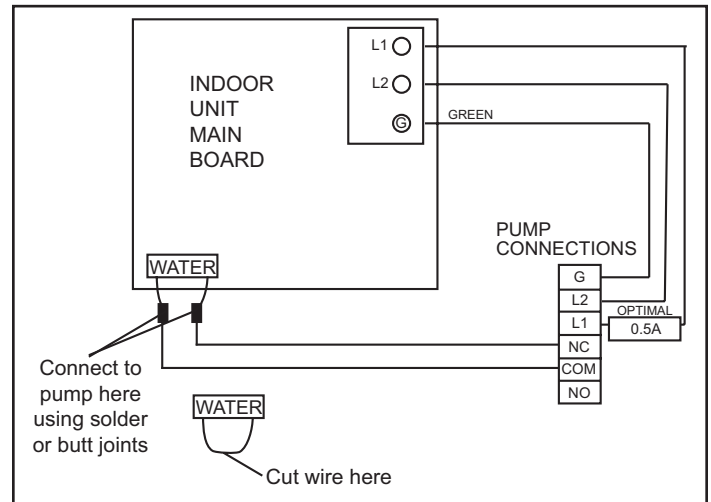 L1
L2
G
GREEN
INDOOR
UNIT
MAIN
BOARD
WATER
PUMP
CONNECTIONS
G
L2
L1
NC
COM
NO
OPTIMAL
0.5A
Connect to
pump here
using solder
or butt joints
WATER
Cut wire here